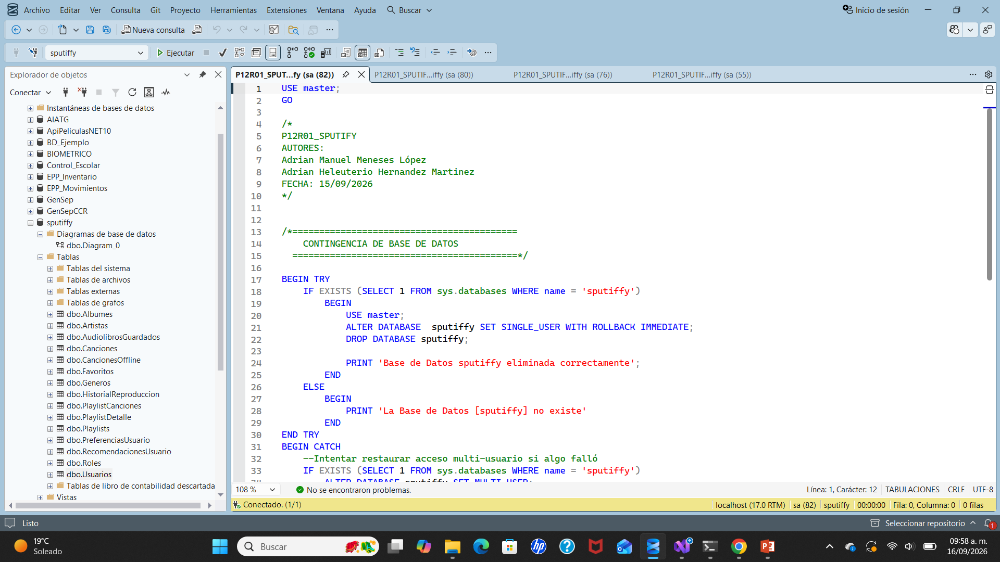 Archivo Editar Ver Consulta Git Proyecto Herramientas Extensiones Ventana Ayuda Buscar Inicio de sesión
Nueva consulta
sputiffy Ejecutar
Explorador de objetos
Conectar
Instantáneas de bases de datos
AIATG
ApiPeliculasNET10
BD_Ejemplo
BIOMETRICO
Control_Escolar
EPP_Inventario
EPP_Movimientos
GenSep
GenSepCCR
sputiffy
Diagramas de base de datos
dbo.Diagram_0
Tablas
Tablas del sistema
Tablas de archivos
Tablas externas
Tablas de grafos
dbo.Albumes
dbo.Artistas
dbo.AudiolibrosGuardados
dbo.Canciones
dbo.CancionesOffline
dbo.Favoritos
dbo.Generos
dbo.HistorialReproduccion
dbo.PlaylistCanciones
dbo.PlaylistDetalle
dbo.Playlists
dbo.PreferenciasUsuario
dbo.RecomendacionesUsuario
dbo.Roles
dbo.Usuarios
Tablas de libro de contabilidad descartada
Vistas
P12R01_SPUT...fy (sa (82)) P12R01_SPUTIF...iffy (sa (80)) P12R01_SPUTIF...iffy (sa (76)) P12R01_SPUTIF...iffy (sa (55))
1 USE master;
2 GO
3
4 /*
5 P12R01_SPUTIFY
6 AUTORES:
7 Adrian Manuel Meneses López
8 Adrian Heleuterio Hernandez Martinez
9 FECHA: 15/09/2026
10 */
11
12
13 /*==========================================
14 CONTINGENCIA DE BASE DE DATOS
15 ==========================================*/
16
17 BEGIN TRY
18 IF EXISTS (SELECT 1 FROM sys.databases WHERE name = 'sputiffy')
19 BEGIN
20 USE master;
21 ALTER DATABASE  sputiffy SET SINGLE_USER WITH ROLLBACK IMMEDIATE;
22 DROP DATABASE sputiffy;
23
24 PRINT 'Base de Datos sputiffy eliminada correctamente';
25 END
26 ELSE
27 BEGIN
28 PRINT 'La Base de Datos [sputiffy] no existe'
29 END
30 END TRY
31 BEGIN CATCH
32 --Intentar restaurar acceso multi-usuario si algo falló
33 IF EXISTS (SELECT 1 FROM sys.databases WHERE name = 'sputiffy')
34 ALTER DATABASE sputiffy SET MULTI_USER;
108 % No se encontraron problemas. Línea: 1, Carácter: 12 TABULACIONES CRLF UTF-8
Conectado. (1/1) localhost (17.0 RTM) sa (82) sputiffy 00:00:00 Fila: 0, Columna: 0 0 filas
Listo Seleccionar repositorio 1
19°C
Soleado
Buscar
09:58 a. m.
16/09/2026